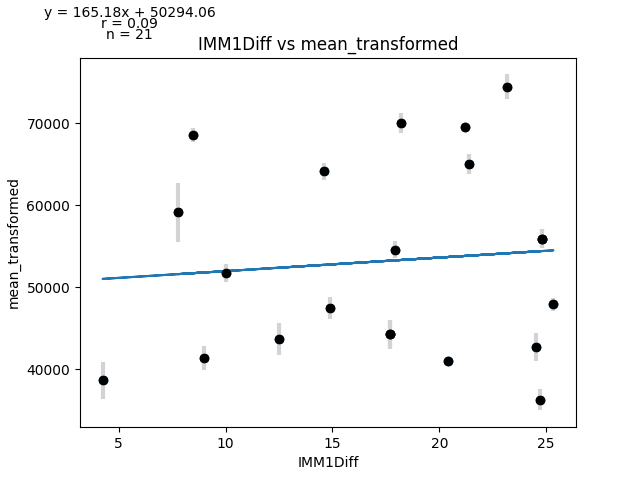 y = 165.18x + 50294.06
r = 0.09
n = 21
IMM1Diff vs mean_transformed
70000
60000
50000
40000
mean_transformed
5 10 15 20 25
IMM1Diff